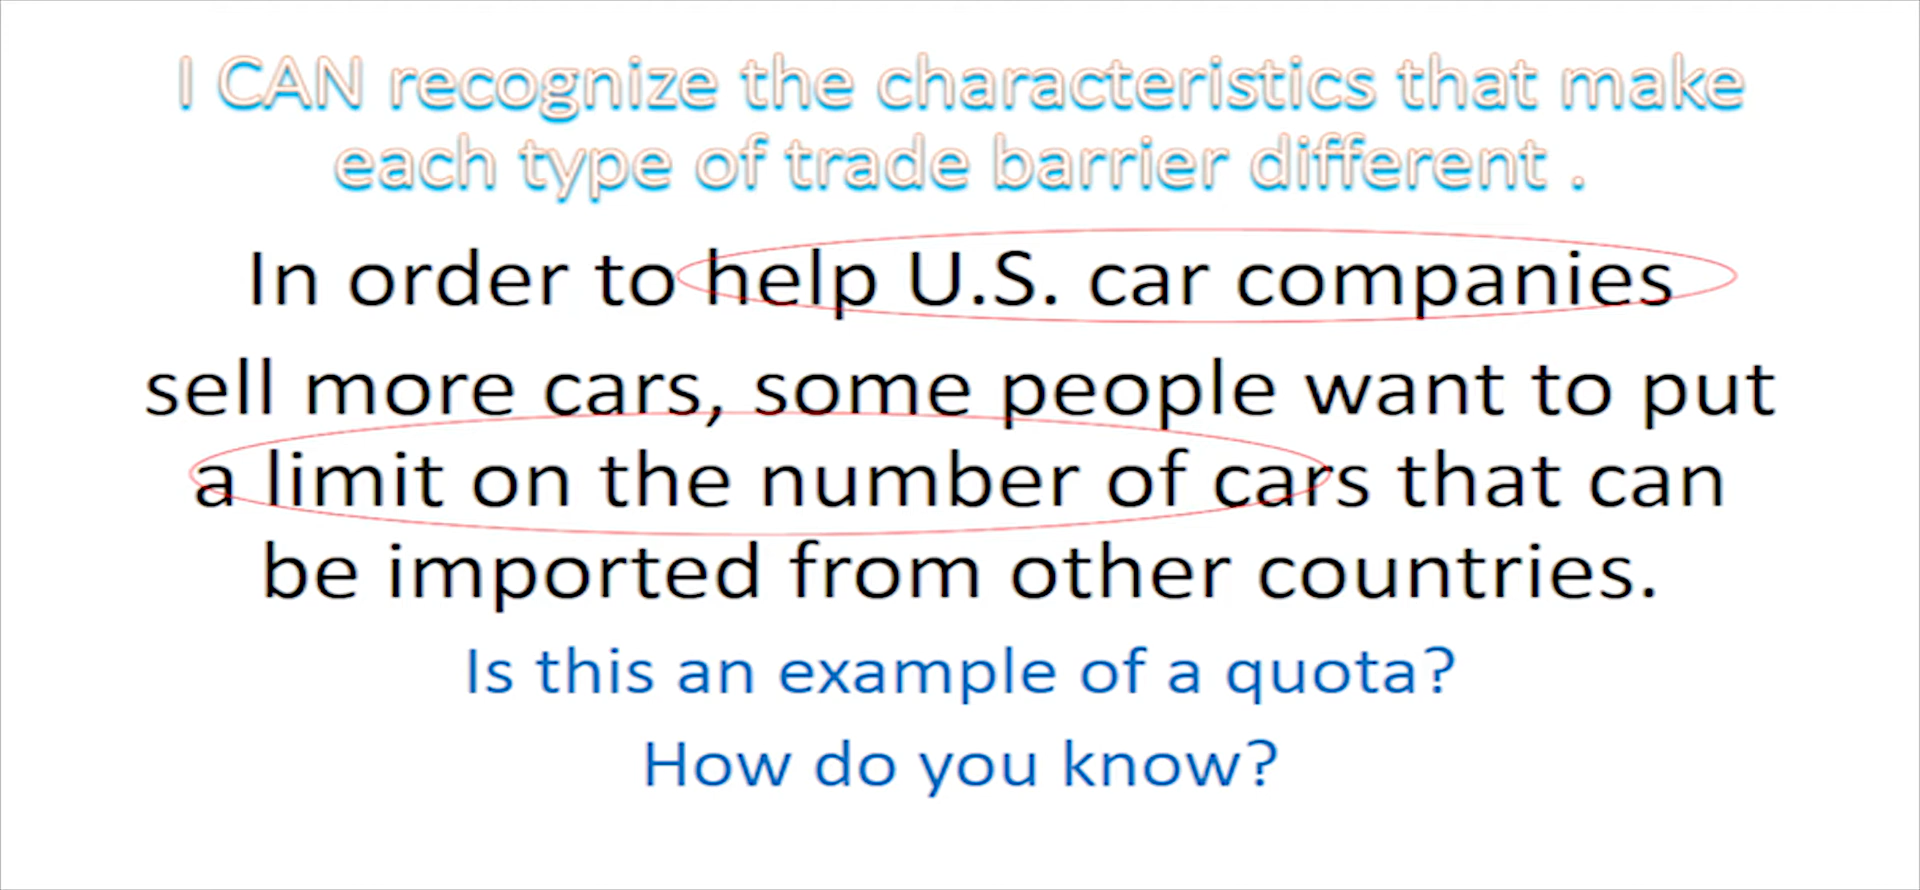 I CAN recognize the characteristics that make
each type of trade barrier different .
In order to help U.S. car companies
sell more cars, some people want to put
a limit on the number of cars that can
be imported from other countries.
Is this an example of a quota?
How do you know?